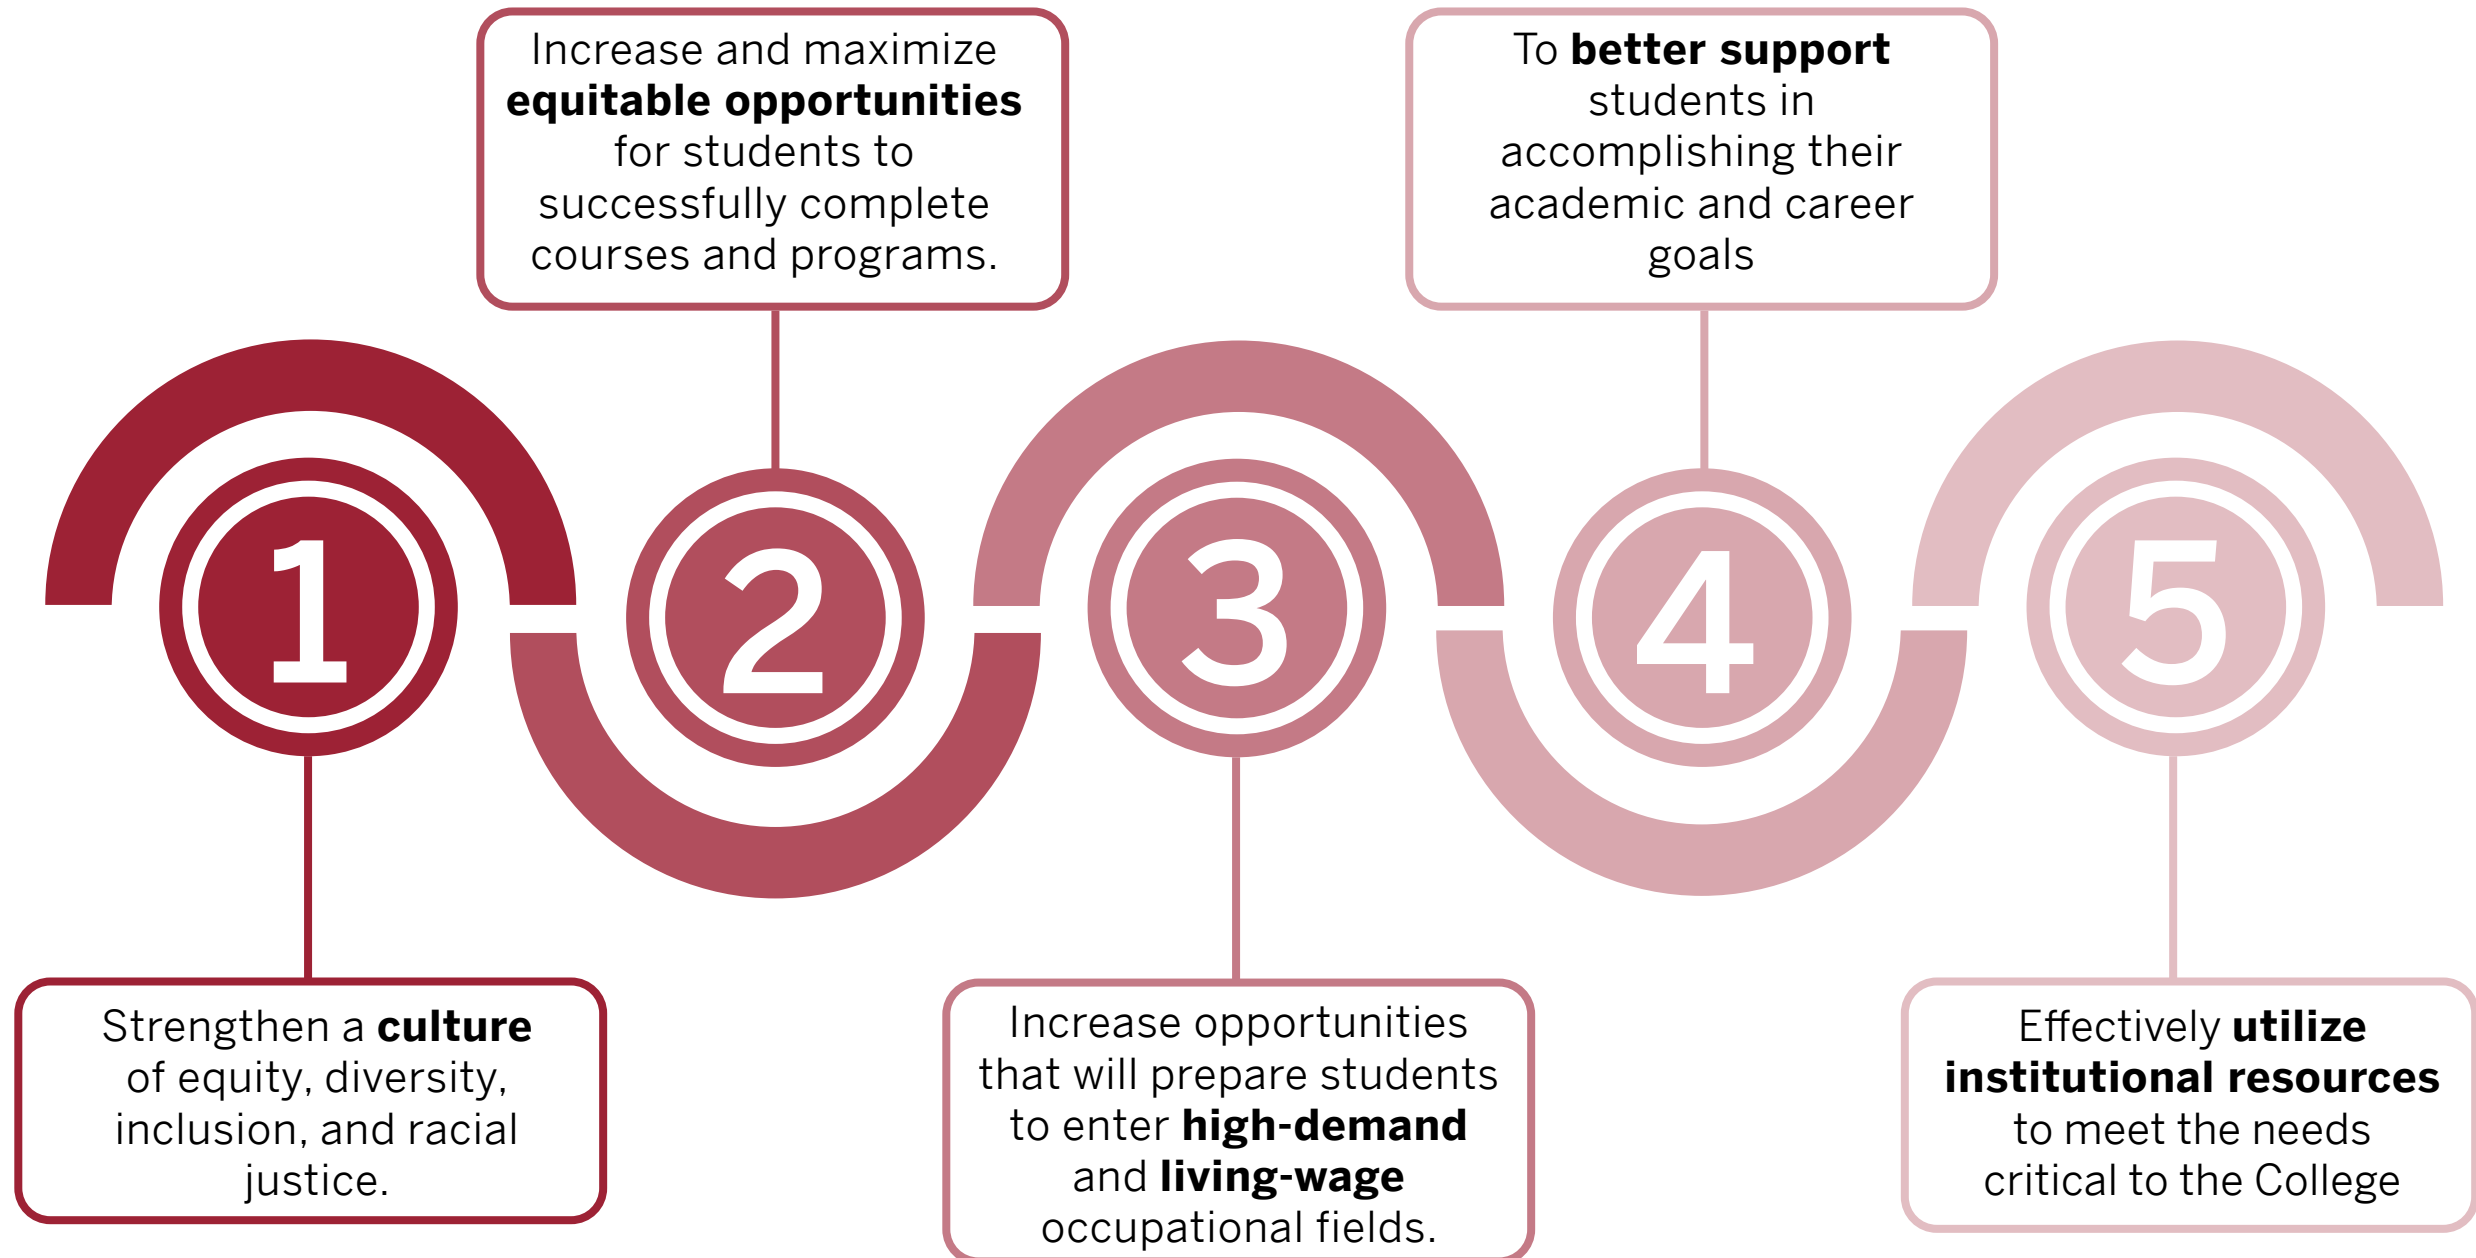 Increase and maximize
equitable opportunities
for students to
successfully complete
courses and programs.
To better support
students in
accomplishing their
academic and career
goals
1
2
3
4
5
Strengthen a culture
of equity, diversity,
inclusion, and racial
justice.
Increase opportunities
that will prepare students
to enter high-demand
and living-wage
occupational fields.
Effectively utilize
institutional resources
to meet the needs
critical to the College